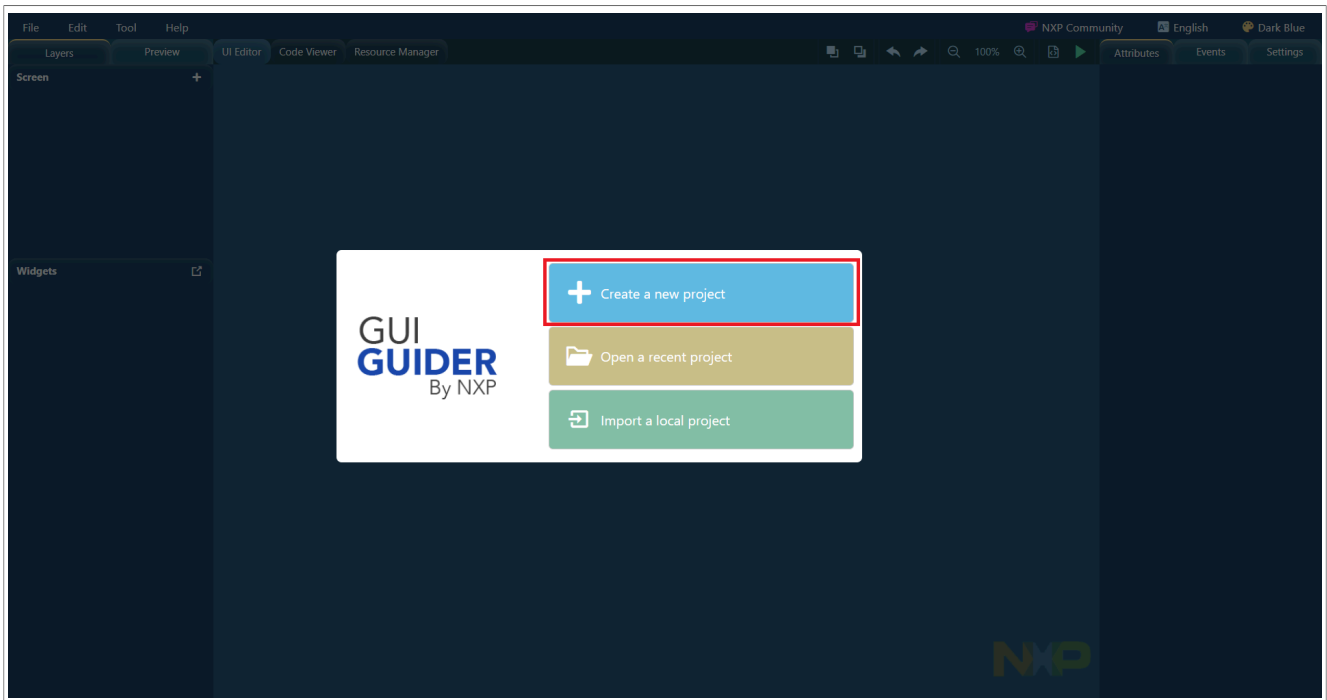 File Edit Tool Help NXP Community English Dark Blue
Layers Preview UI Editor Code Viewer Resource Manager 100% Attributes Events Settings
Screen
Widgets
GUI
GUIDER
By NXP
Create a new project
Open a recent project
Import a local project
NXP